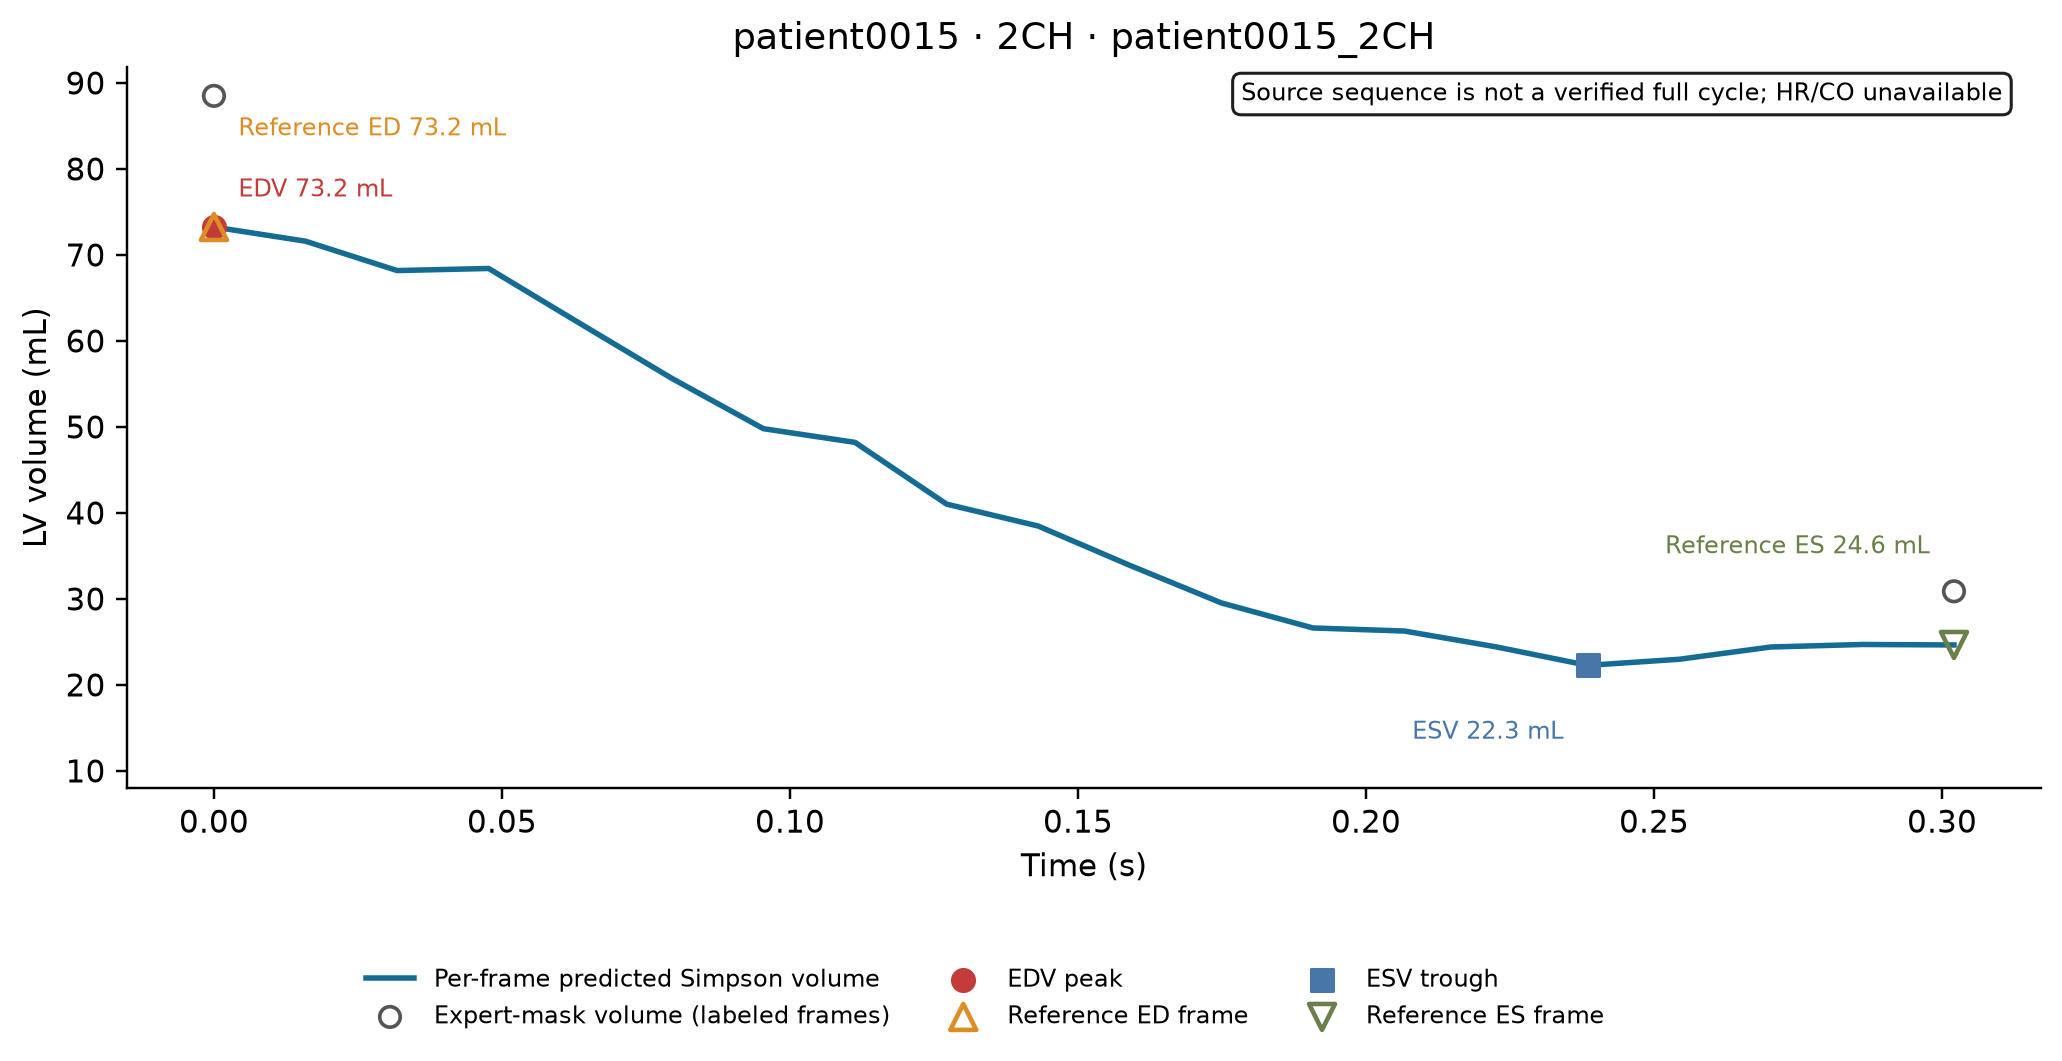 patient0015 · 2CH · patient0015_2CH
Source sequence is not a verified full cycle; HR/CO unavailable
Reference ED 73.2 mL
EDV 73.2 mL
Reference ES 24.6 mL
ESV 22.3 mL
LV volume (mL)
90
80
70
60
50
40
30
20
10
0.00 0.05 0.10 0.15 0.20 0.25 0.30
Time (s)
Per-frame predicted Simpson volume
Expert-mask volume (labeled frames)
EDV peak
Reference ED frame
ESV trough
Reference ES frame